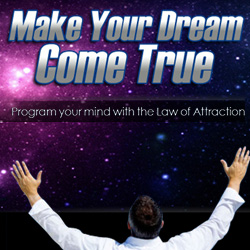 Make Your Dream
Come True
Program your mind with the Law of Attraction